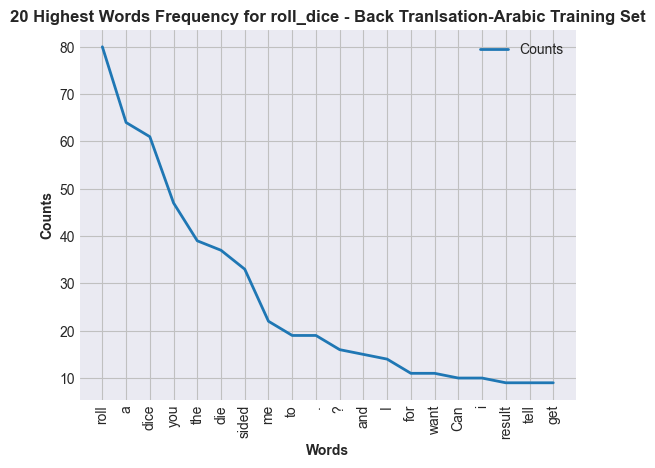 20 Highest Words Frequency for roll_dice - Back Tranlsation-Arabic Training Set
Counts
80
70
60
50
40
30
20
10
Counts
roll a dice you the die sided me to . ? and I for want Can i result tell get
Words